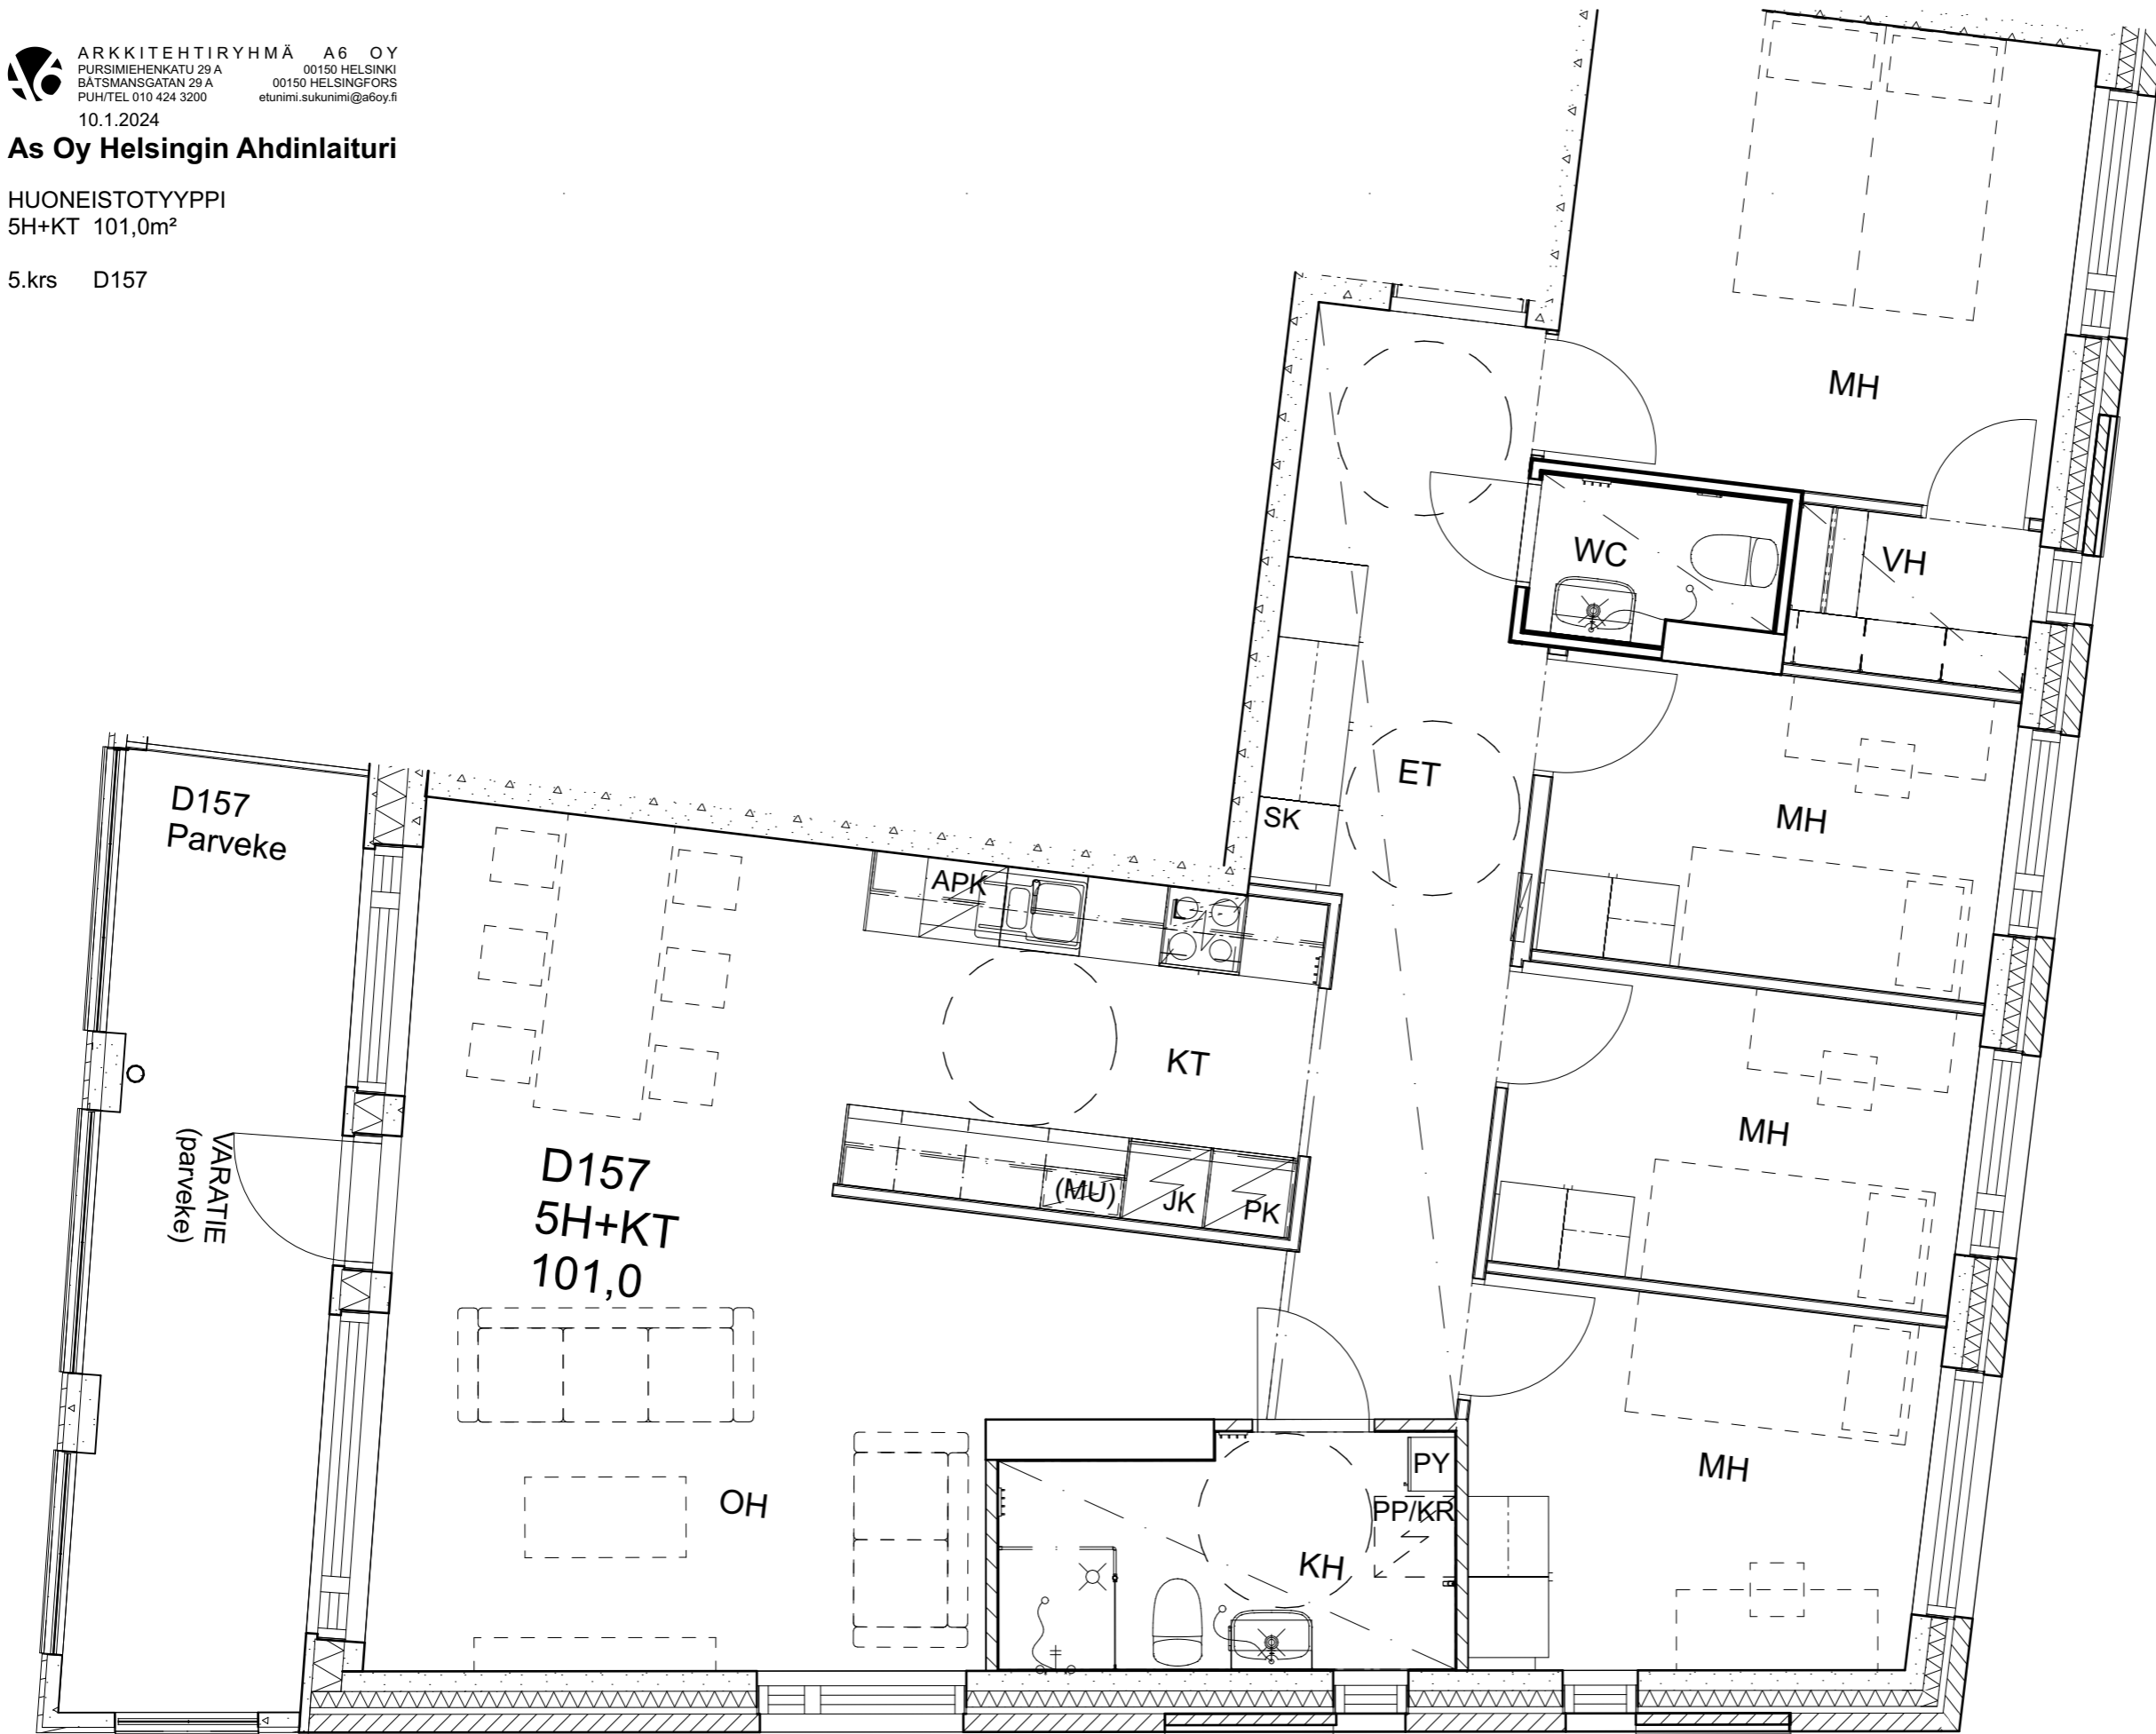 A6
ARKKITEHTIRYHMÄ A6 OY
PURSIMIEHENKATU 29 A 00150 HELSINKI
BÅTSMANSGATAN 29 A 00150 HELSINGFORS
PUH/TEL 010 424 3200 etunimi.sukunimi@a6oy.fi
10.1.2024
As Oy Helsingin Ahdinlaituri
HUONEISTOTYYPPI
5H+KT 101,0m²
5.krs D157
MH
WC
VH
ET
SK
MH
D157
Parveke
APK
KT
MH
VARATIE
(parveke)
D157
5H+KT
101,0
(MU)
JK
PK
OH
PY
PP/KR
KH
MH